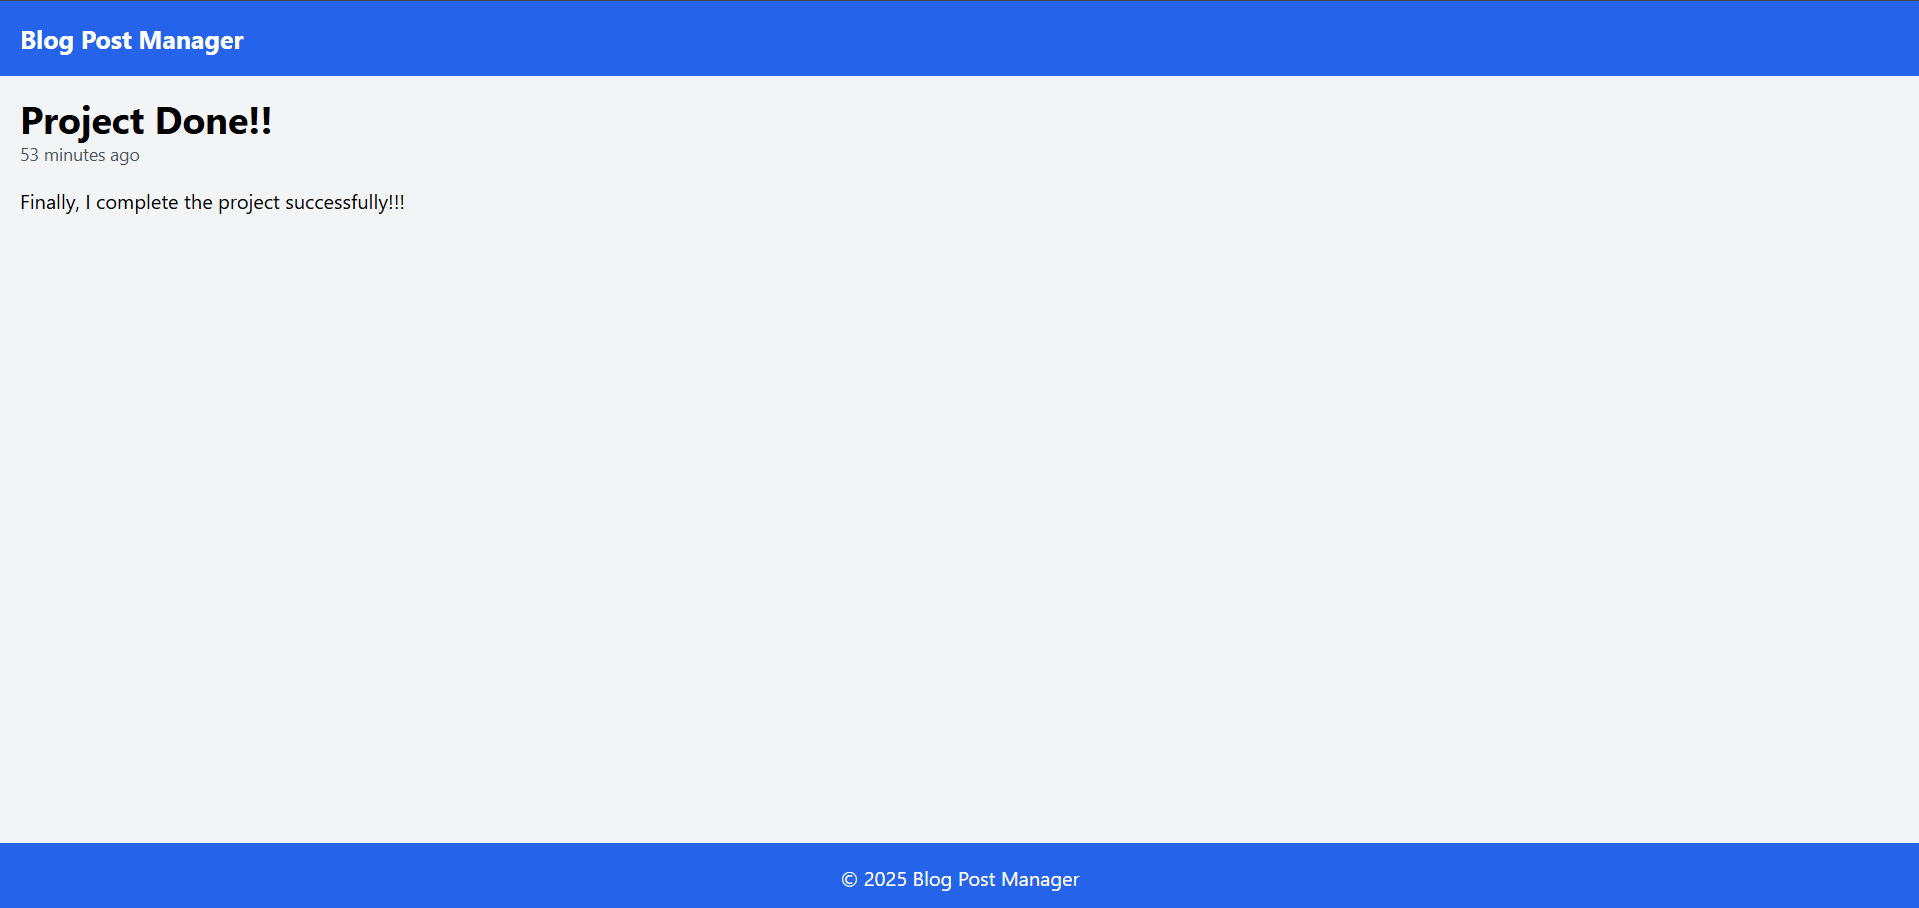 Blog Post Manager
Project Done!!
53 minutes ago
Finally, I complete the project successfully!!!
© 2025 Blog Post Manager